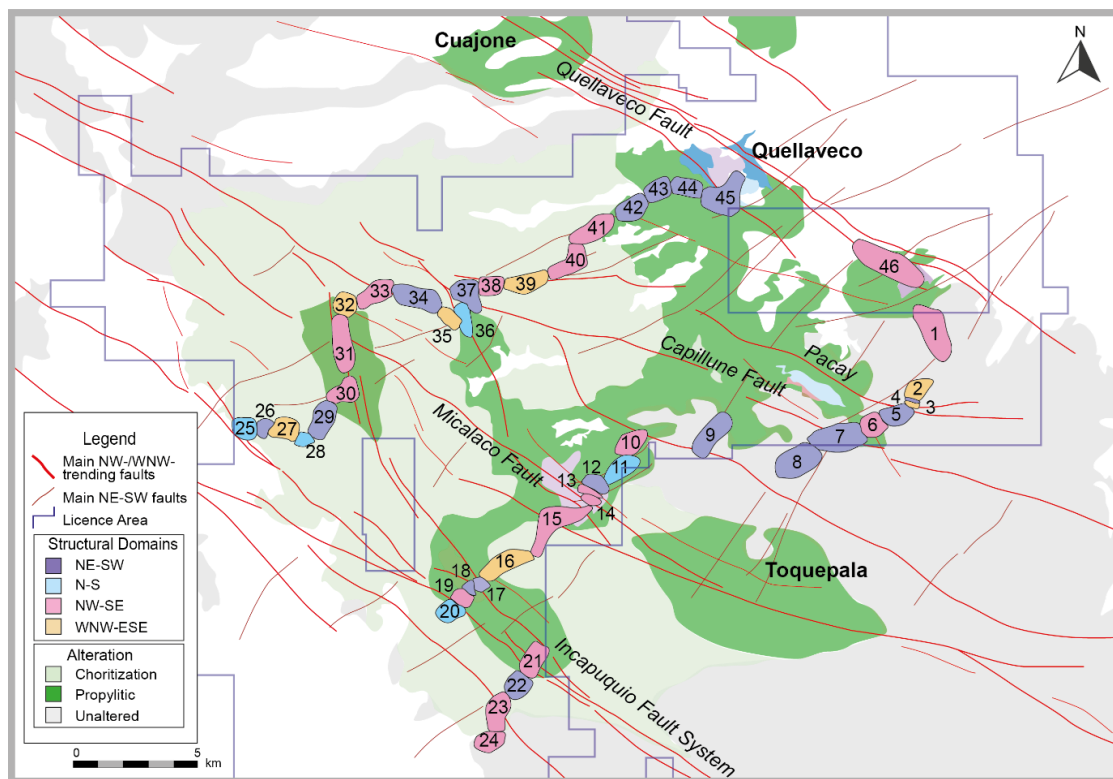 Cuajone
N
Quellaveco Fault
Quellaveco
43
44
42
45
41
46
40
33
34
37
38
39
32
35
36
1
31
Capillune Fault
Pacay
30
2
4
3
26
29
5
25
27
28
Micalaco Fault
9
7
6
10
8
12
11
13
14
15
16
18
17
19
20
Toquepala
21
22
Incapuquio Fault System
23
24
Legend
Main NW-/WNW-
trending faults
Main NE-SW faults
Licence Area
Structural Domains
NE-SW
N-S
NW-SE
WNW-ESE
Alteration
Choritization
Propylitic
Unaltered
0 5
km